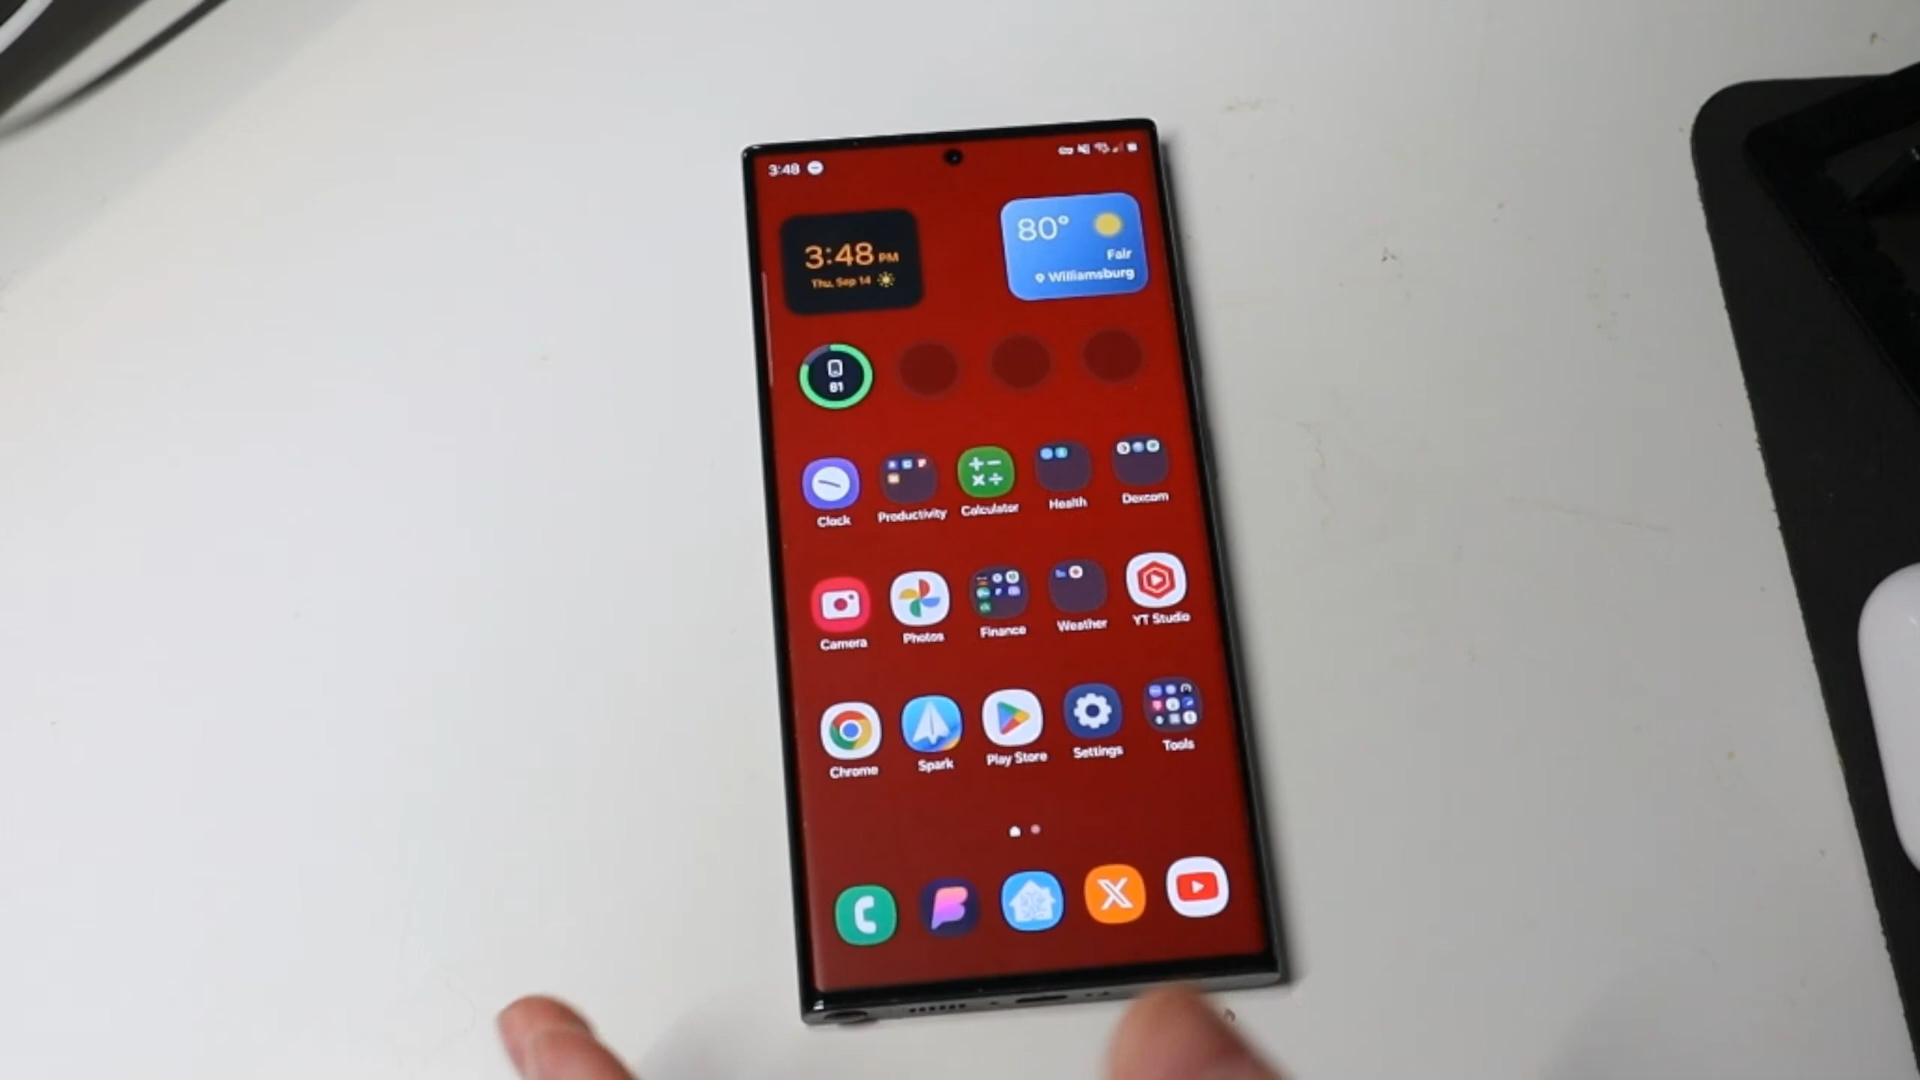 3:48
3:48 PM
Thu, Sep 14
80°
Fair
Williamsburg
81
Clock
Productivity
Calculator
Health
Dexcom
Camera
Photos
Finance
Weather
YT Studio
Chrome
Spark
Play Store
Settings
Tools